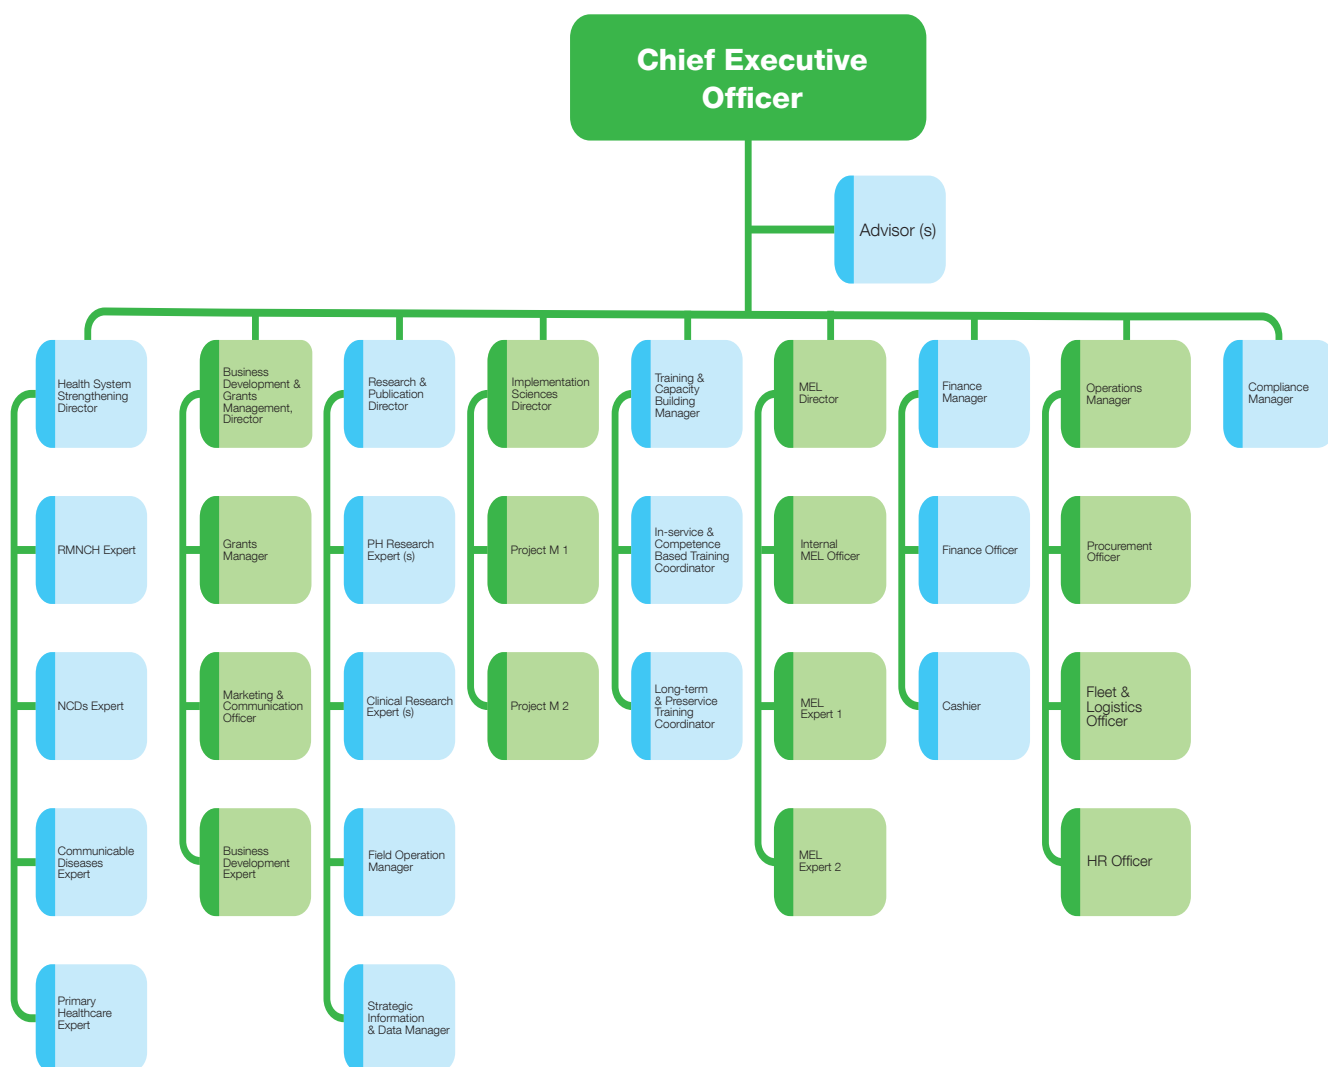 Chief Executive
Officer
Advisor (s)
Health System
Strengthening
Director
Business
Development &
Grants
Management,
Director
Research &
Publication
Director
Implementation
Sciences
Director
Training &
Capacity
Building
Manager
MEL
Director
Finance
Manager
Operations
Manager
Compliance
Manager
RMNCH Expert
Grants
Manager
PH Research
Expert (s)
Project M 1
In-service &
Competence
Based Training
Coordinator
Internal
MEL Officer
Finance Officer
Procurement
Officer
NCDs Expert
Marketing &
Communication
Officer
Clinical Research
Expert (s)
Project M 2
Long-term
& Preservice
Training
Coordinator
MEL
Expert 1
Cashier
Fleet &
Logistics
Officer
Communicable
Diseases
Expert
Business
Development
Expert
Field Operation
Manager
MEL
Expert 2
HR Officer
Primary
Healthcare
Expert
Strategic
Information
& Data Manager